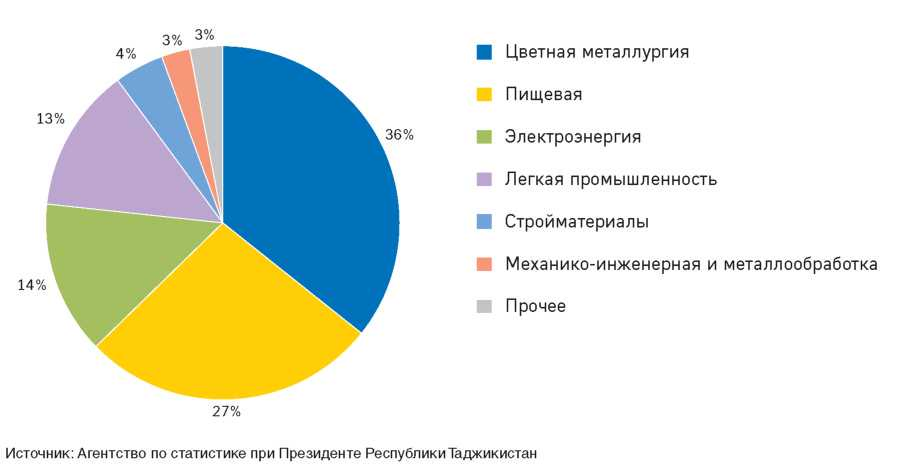 3%
3%
4%
13%
36%
14%
27%
Цветная металлургия
Пищевая
Электроэнергия
Легкая промышленность
Стройматериалы
Механико-инженерная и металлообработка
Прочее
Источник: Агентство по статистике при Президенте Республики Таджикистан